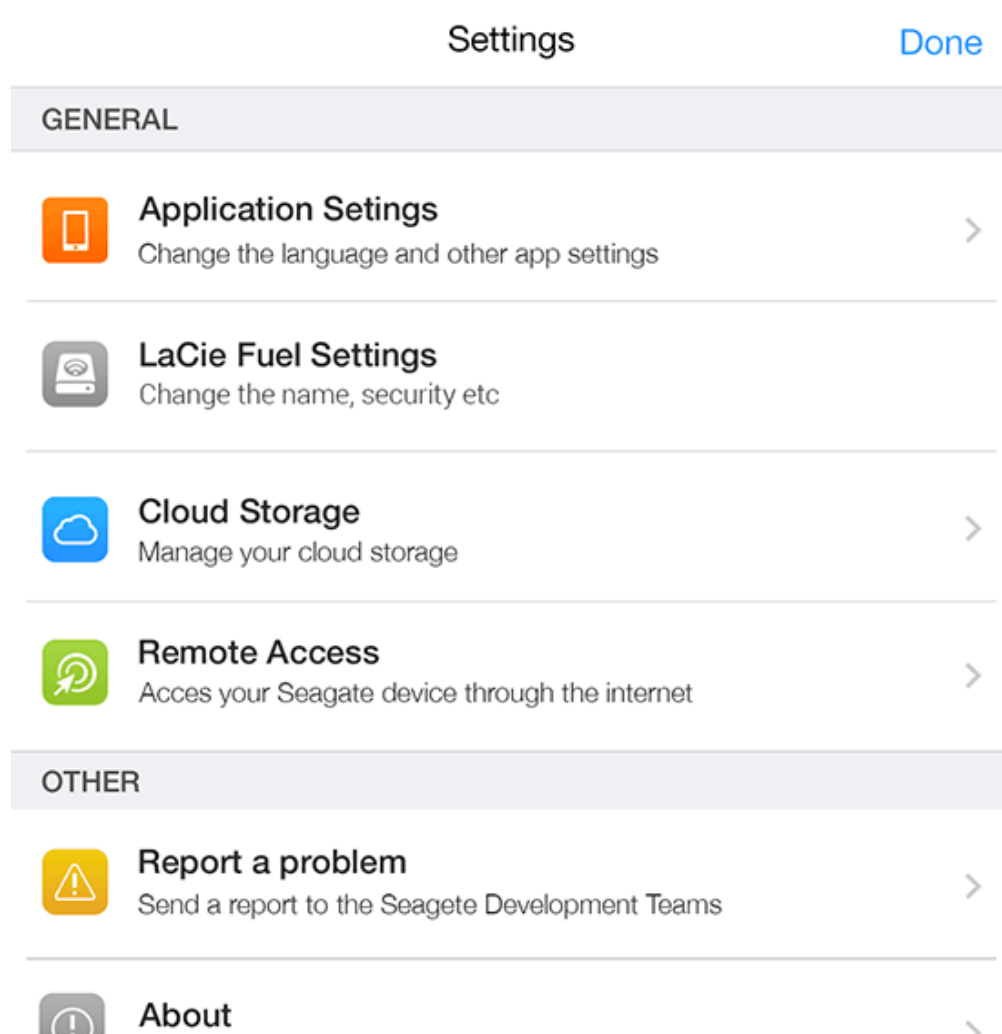 Settings
Done
GENERAL
Application Setings
Change the language and other app settings
LaCie Fuel Settings
Change the name, security etc
Cloud Storage
Manage your cloud storage
Remote Access
Acces your Seagate device through the internet
OTHER
Report a problem
Send a report to the Seagete Development Teams
About